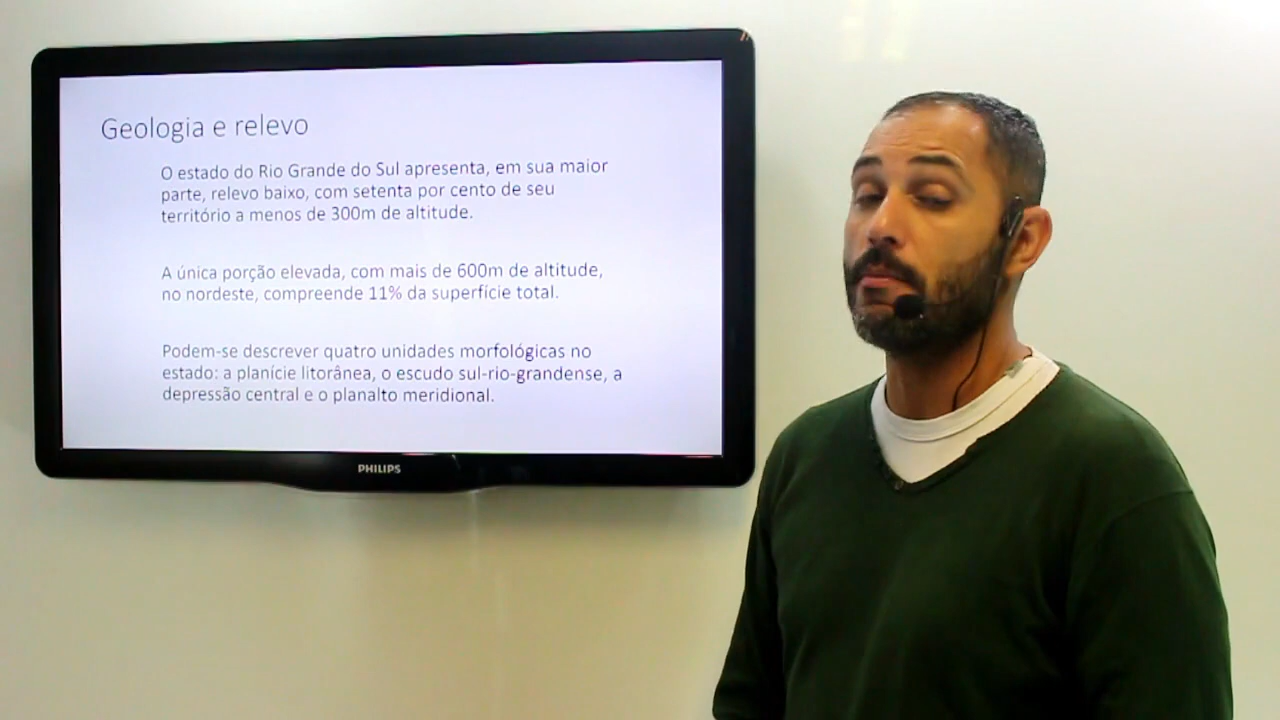 Geologia e relevo
O estado do Rio Grande do Sul apresenta, em sua maior
parte, relevo baixo, com setenta por cento de seu
território a menos de 300m de altitude.
A única porção elevada, com mais de 600m de altitude,
no nordeste, compreende 11% da superfície total.
Podem-se descrever quatro unidades morfológicas no
estado: a planície litorânea, o escudo sul-rio-grandense, a
depressão central e o planalto meridional.
PHILIPS